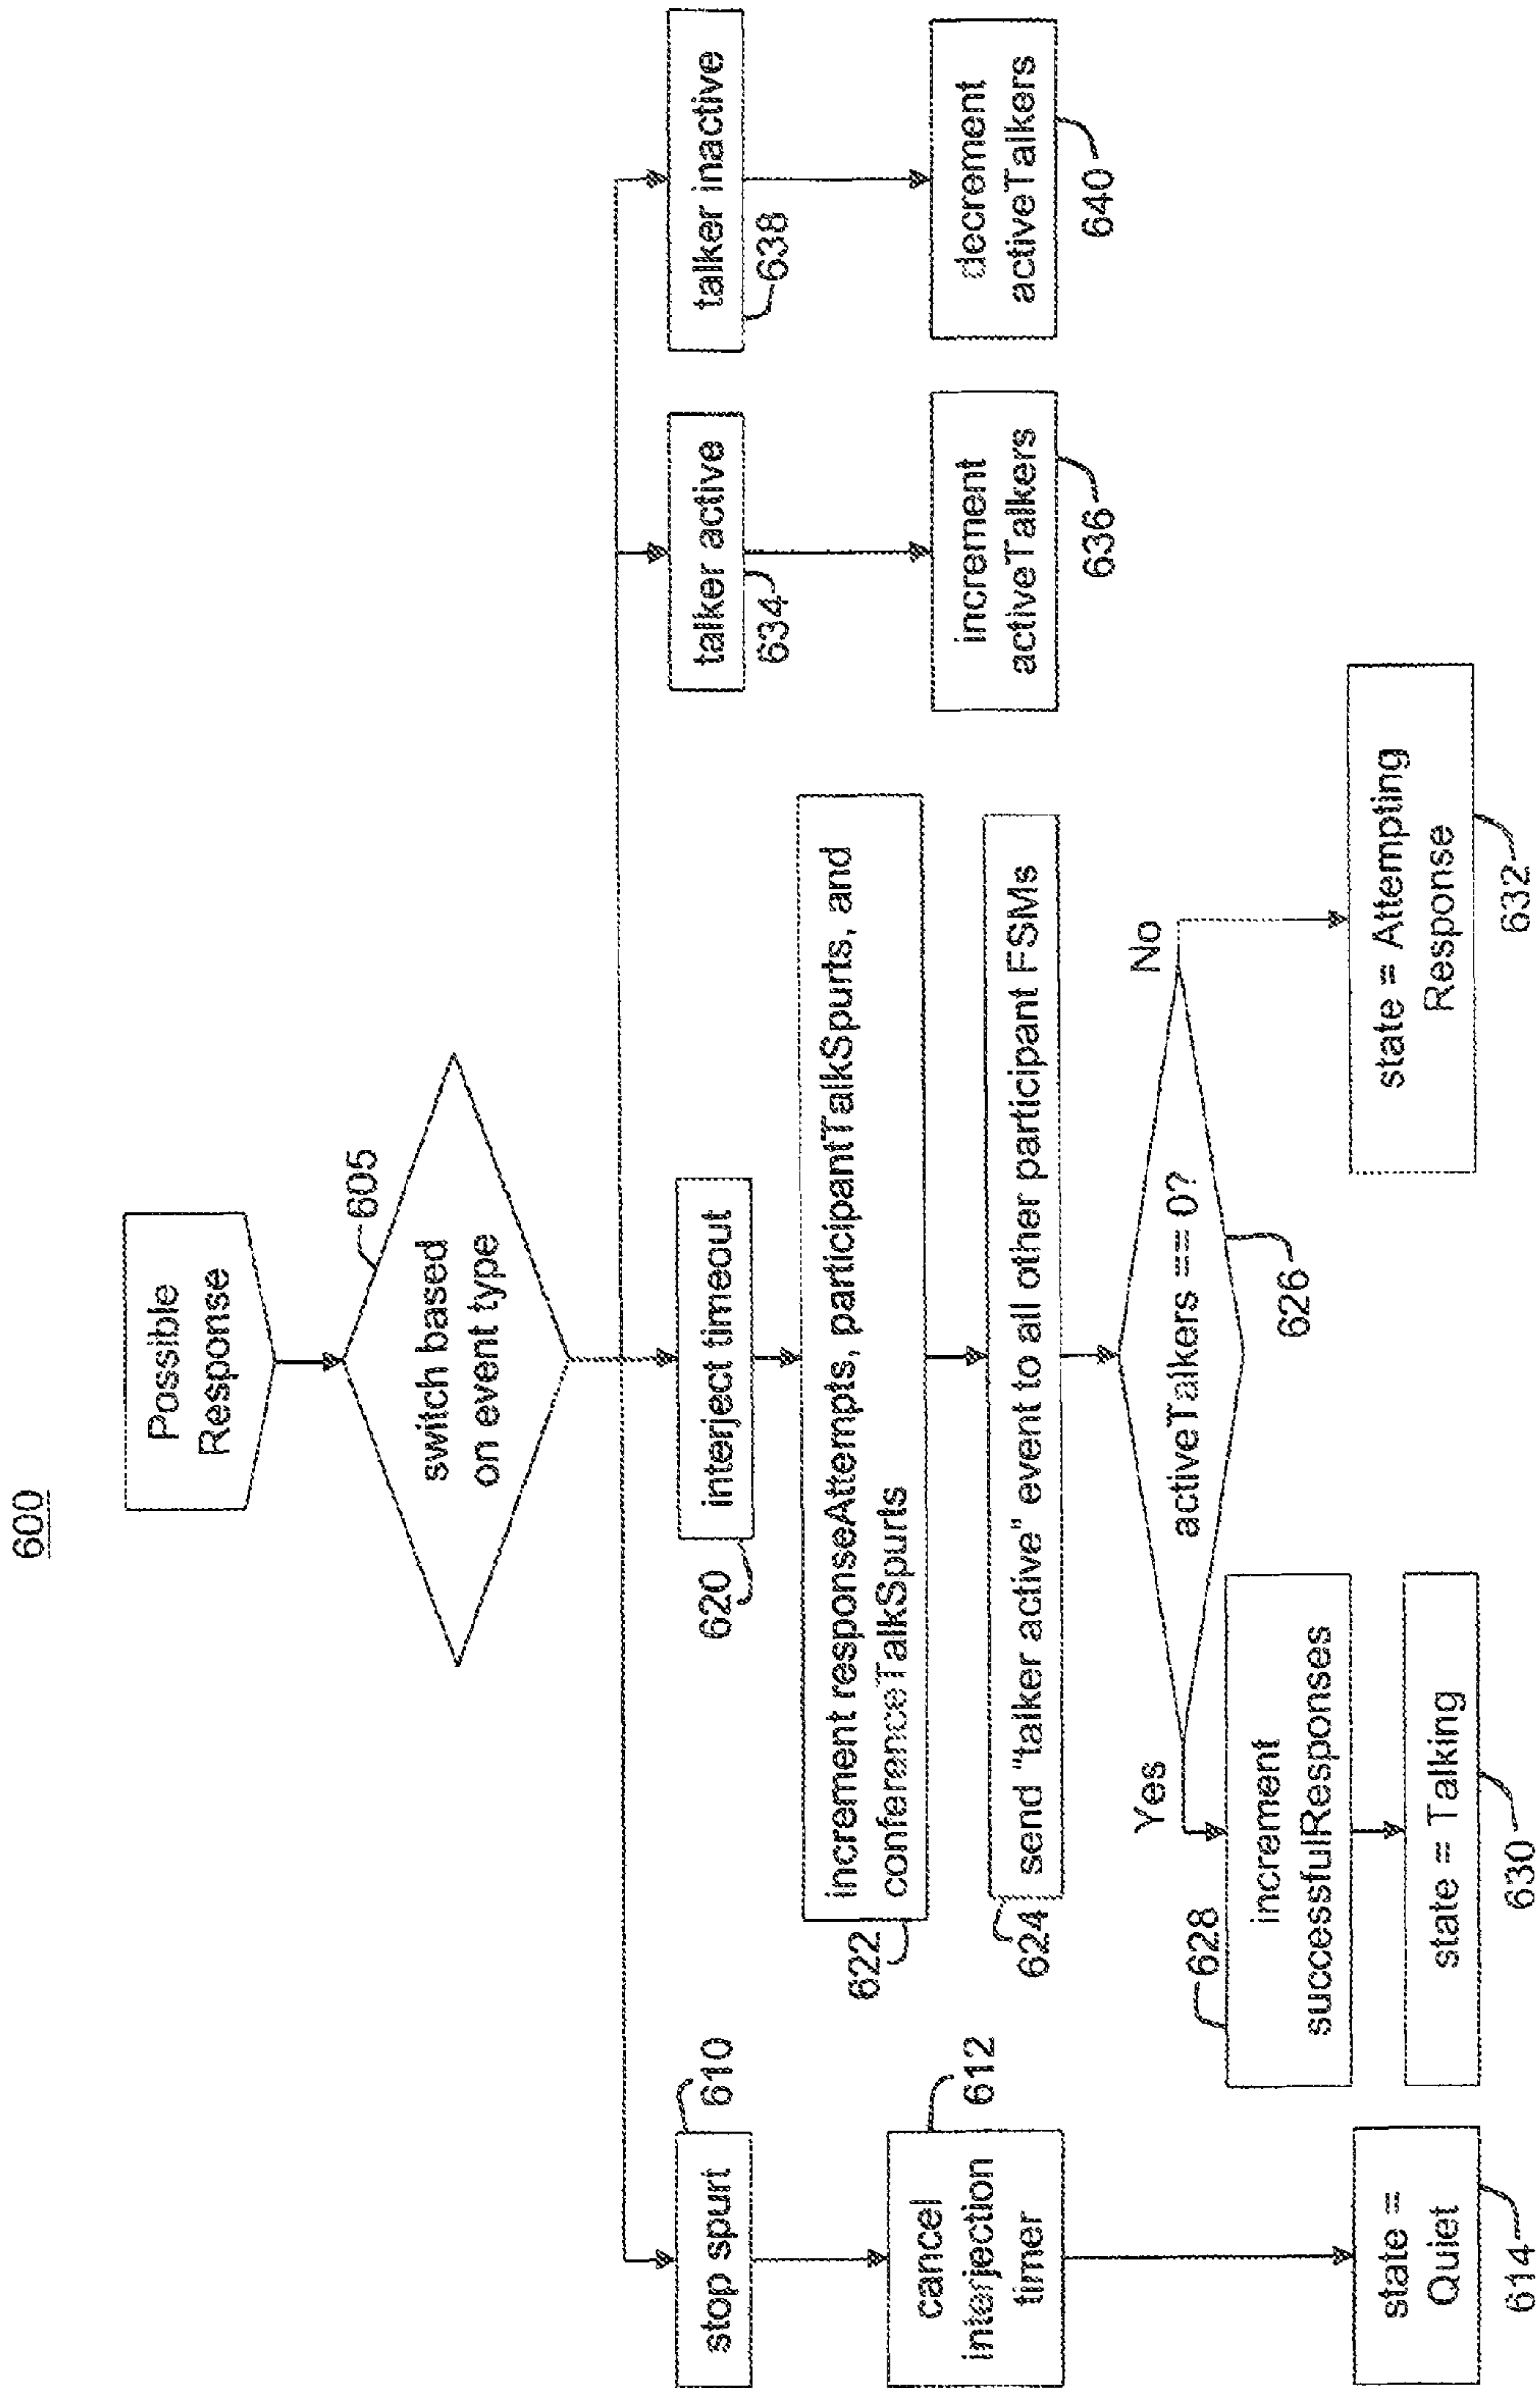 600
Possible
Response
605
switch based
on event type
610
stop spurt
612
cancel
interjection
timer
state =
Quiet
614
620
interject timeout
622
increment responseAttempts, participantTalkSpurts, and
conferenceTalkSpurts
624
send "talker active" event to all other participant FSMs
activeTalkers == 0?
626
Yes
No
628
increment
successfulResponses
state = Talking
630
state = Attempting
Response
632
talker active
634
increment
activeTalkers
636
talker inactive
638
decrement
activeTalkers
640